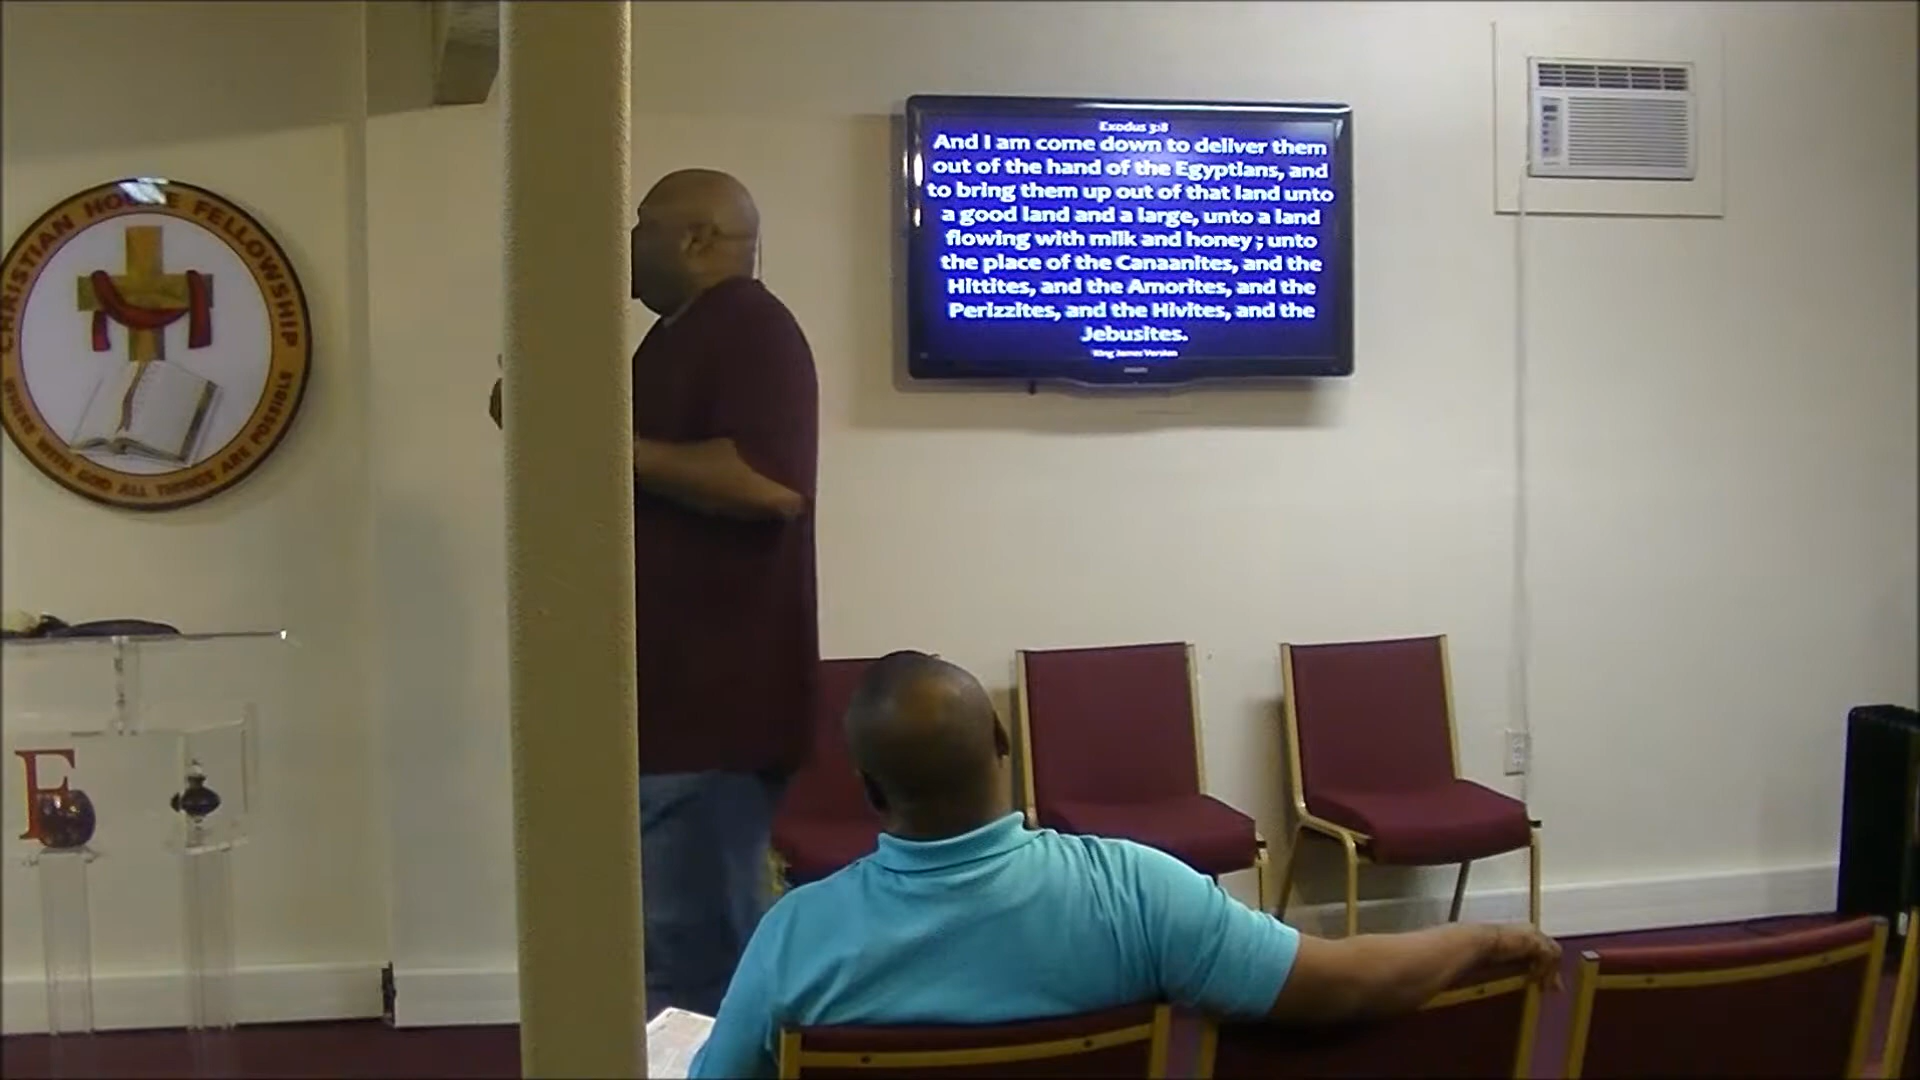 CHRISTIAN HOUSE FELLOWSHIP
WHERE WITH GOD ALL THINGS ARE POSSIBLE
Exodus 3:8
And I am come down to deliver them
out of the hand of the Egyptians, and
to bring them up out of that land unto
a good land and a large, unto a land
flowing with milk and honey ; unto
the place of the Canaanites, and the
Hittites, and the Amorites, and the
Perizzites, and the Hivites, and the
Jebusites.
King James Version
PHILIPS
F